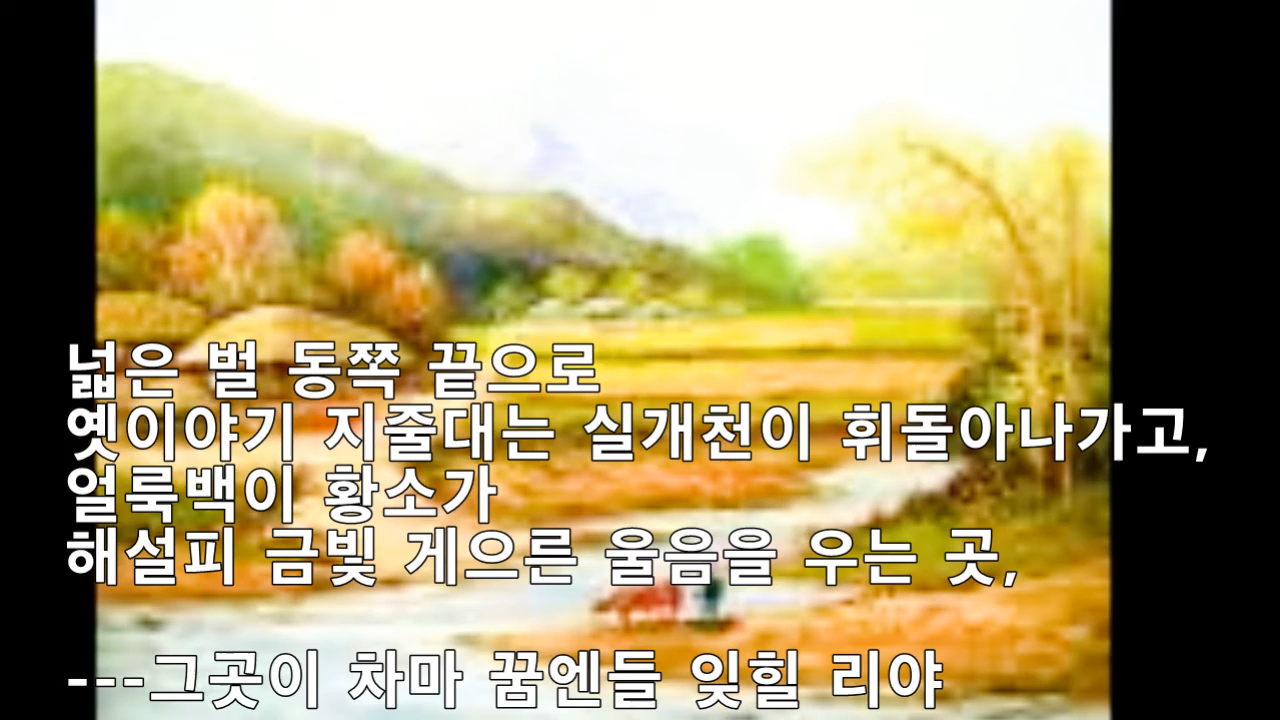 넓은 벌 동쪽 끝으로
옛이야기 지줄대는 실개천이 휘돌아나가고,
얼룩백이 황소가
해설피 금빛 게으른 울음을 우는 곳,
---그곳이 차마 꿈엔들 잊힐 리야